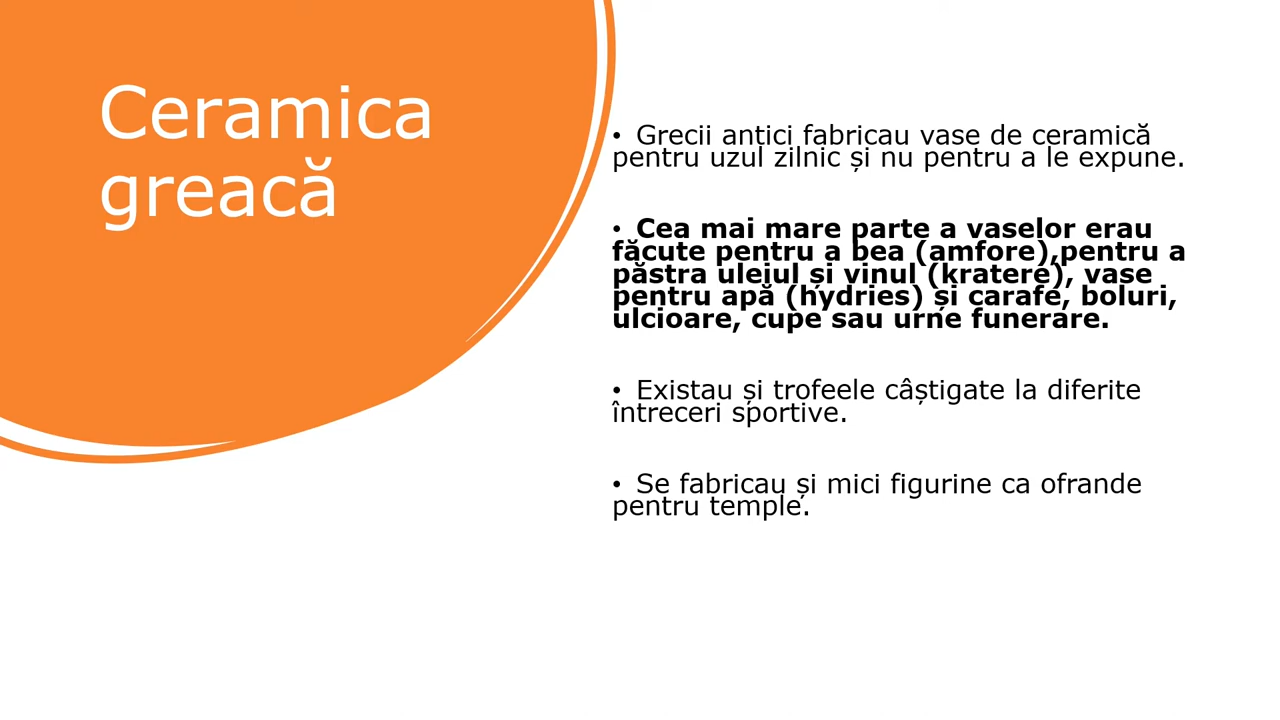 Ceramica
greacă
• Grecii antici fabricau vase de ceramică
pentru uzul zilnic și nu pentru a le expune.
• Cea mai mare parte a vaselor erau
făcute pentru a bea (amfore),pentru a
păstra uleiul și vinul (kratere), vase
pentru apă (hydries) și carafe, boluri,
ulcioare, cupe sau urne funerare.
• Existau și trofeele câștigate la diferite
întreceri sportive.
• Se fabricau și mici figurine ca ofrande
pentru temple.